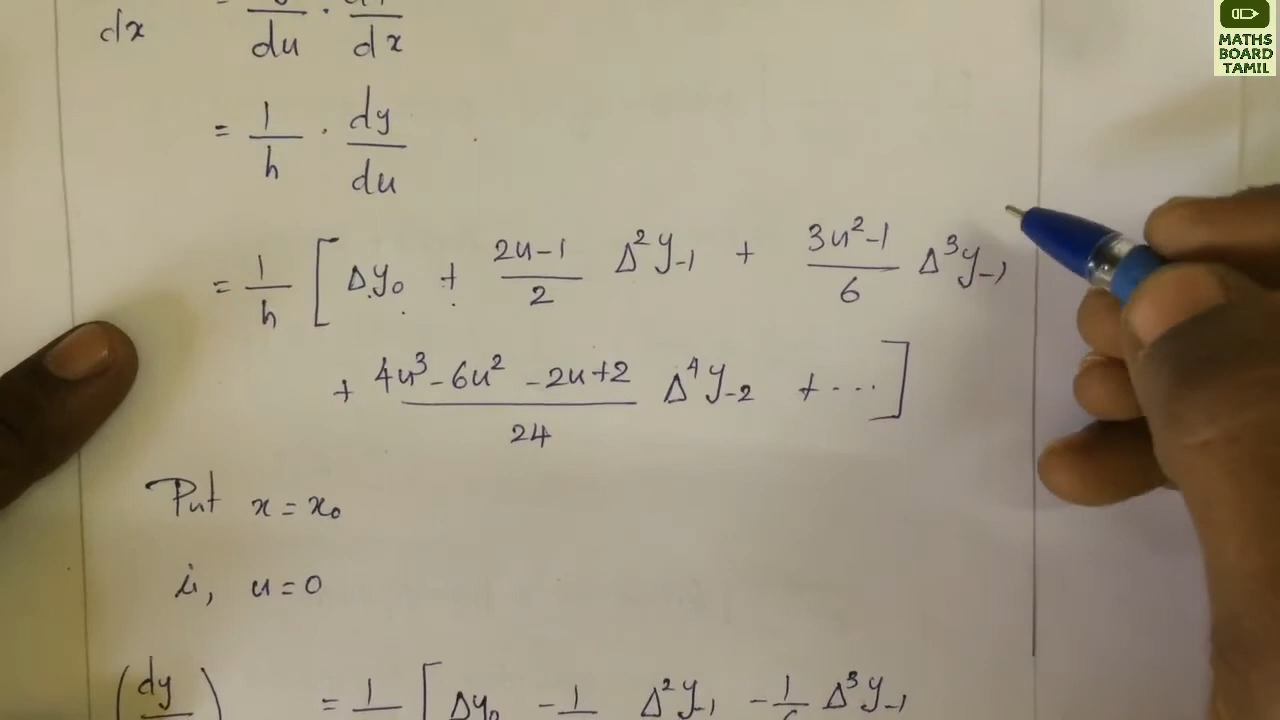 MATHS
BOARD
TAMIL
dx = /du · /dx
= 1/h · dy/du
= 1/h [ Δy₀ + (2u-1)/2 Δ²y₋₁ + (3u²-1)/6 Δ³y₋₁
+ (4u³-6u²-2u+2)/24 Δ⁴y₋₂ + ....]
Put x = x₀
ie, u = 0
(dy) = 1 [ Δy₀ - 1 Δ²y₋₁ - 1/6 Δ³y₋₁